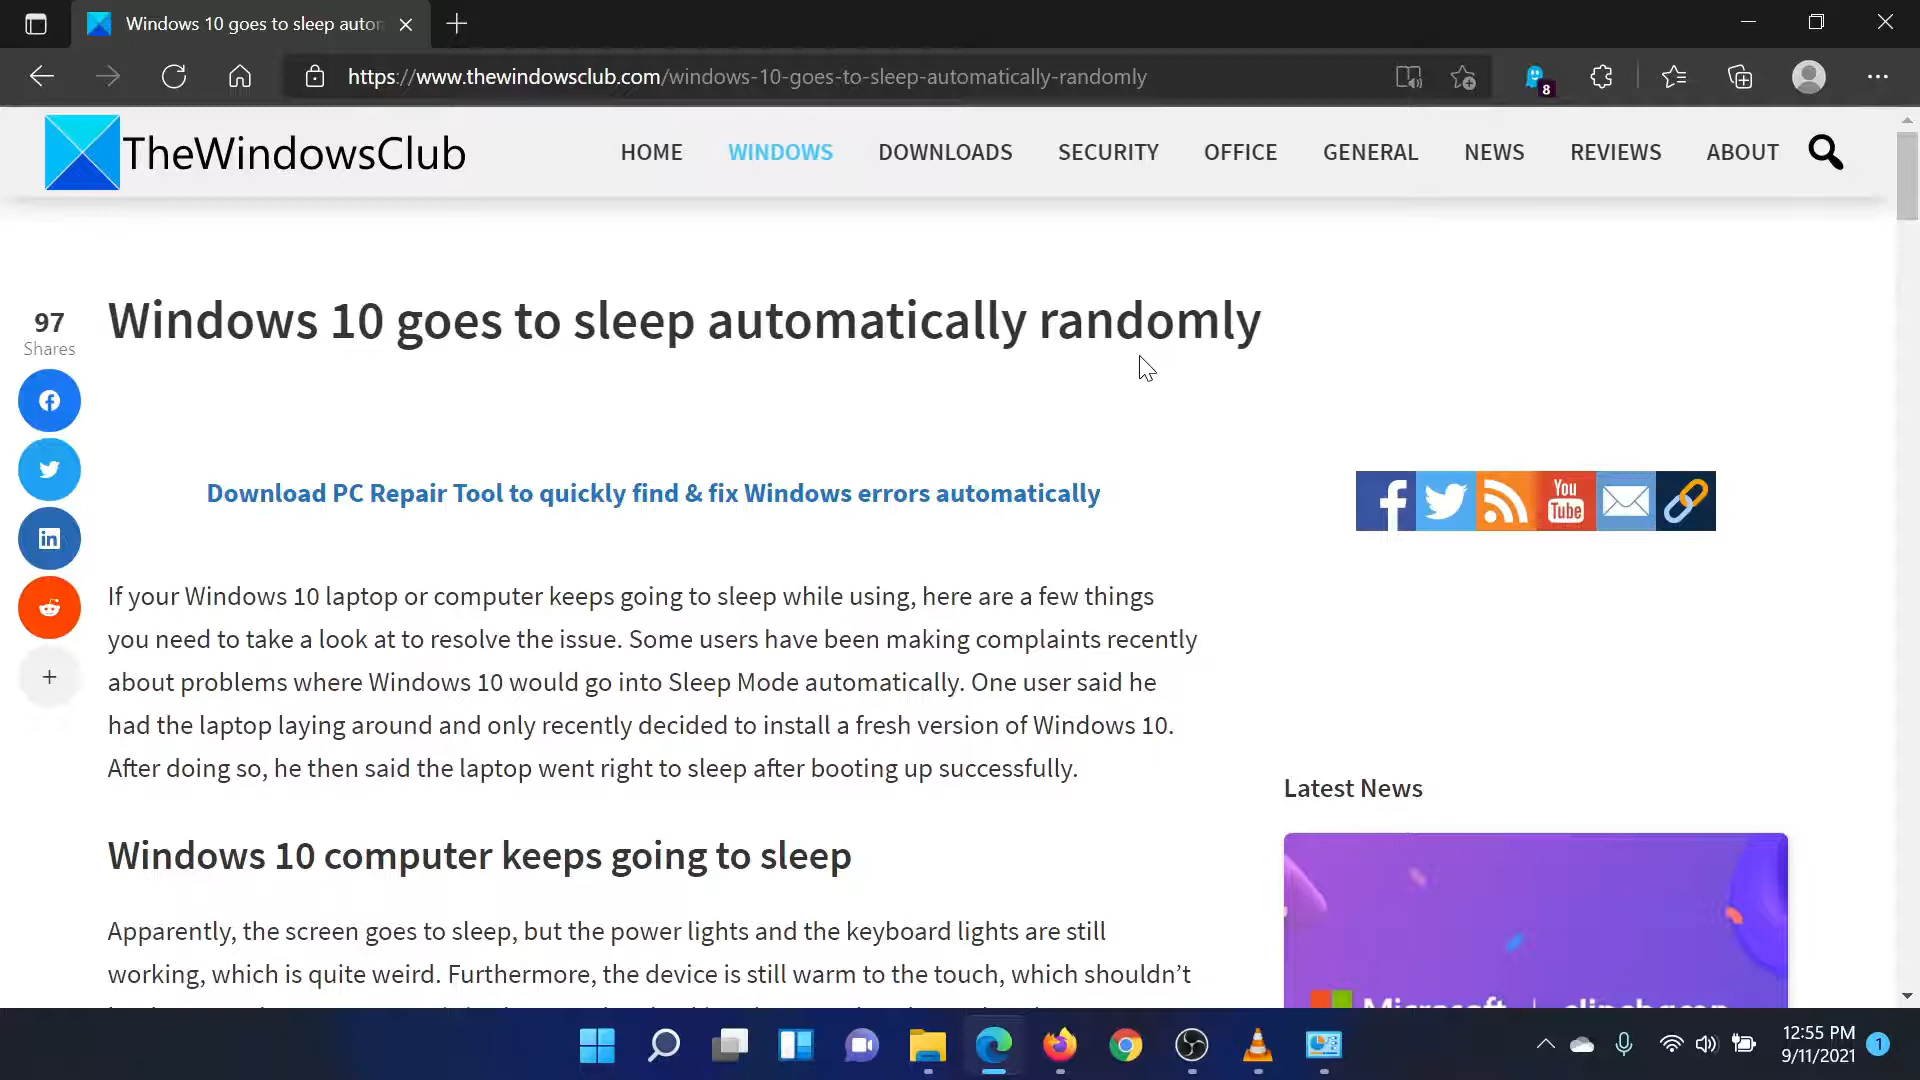 Windows 10 goes to sleep autor
https://www.thewindowsclub.com/windows-10-goes-to-sleep-automatically-randomly
8
TheWindowsClub
HOME
WINDOWS
DOWNLOADS
SECURITY
OFFICE
GENERAL
NEWS
REVIEWS
ABOUT
97
Shares
Windows 10 goes to sleep automatically randomly
Download PC Repair Tool to quickly find & fix Windows errors automatically
You
Tube
If your Windows 10 laptop or computer keeps going to sleep while using, here are a few things
you need to take a look at to resolve the issue. Some users have been making complaints recently
about problems where Windows 10 would go into Sleep Mode automatically. One user said he
had the laptop laying around and only recently decided to install a fresh version of Windows 10.
After doing so, he then said the laptop went right to sleep after booting up successfully.
Latest News
Windows 10 computer keeps going to sleep
Apparently, the screen goes to sleep, but the power lights and the keyboard lights are still
working, which is quite weird. Furthermore, the device is still warm to the touch, which shouldn't
Microsoft | clipchamp
12:55 PM
9/11/2021
1